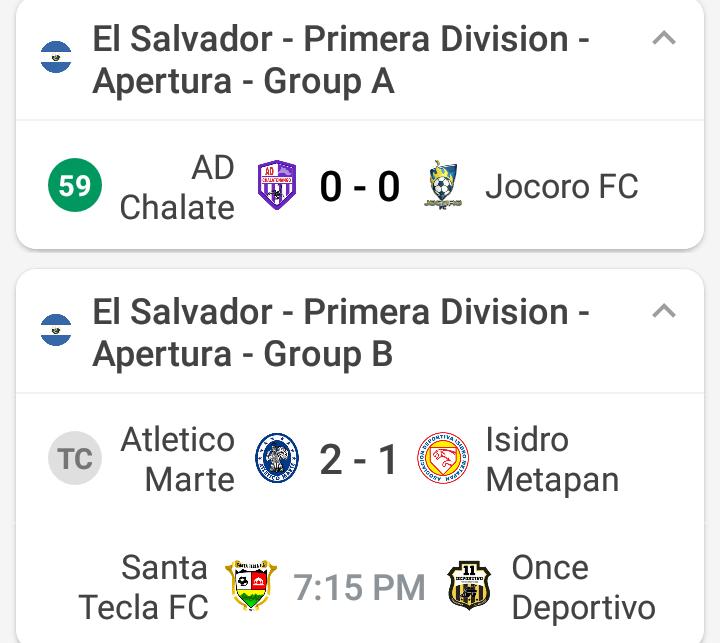 El Salvador - Primera Division -
Apertura - Group A
59
AD
Chalate
0 - 0
Jocoro FC
El Salvador - Primera Division -
Apertura - Group B
TC
Atletico
Marte
2 - 1
Isidro
Metapan
Santa
Tecla FC
7:15 PM
Once
Deportivo